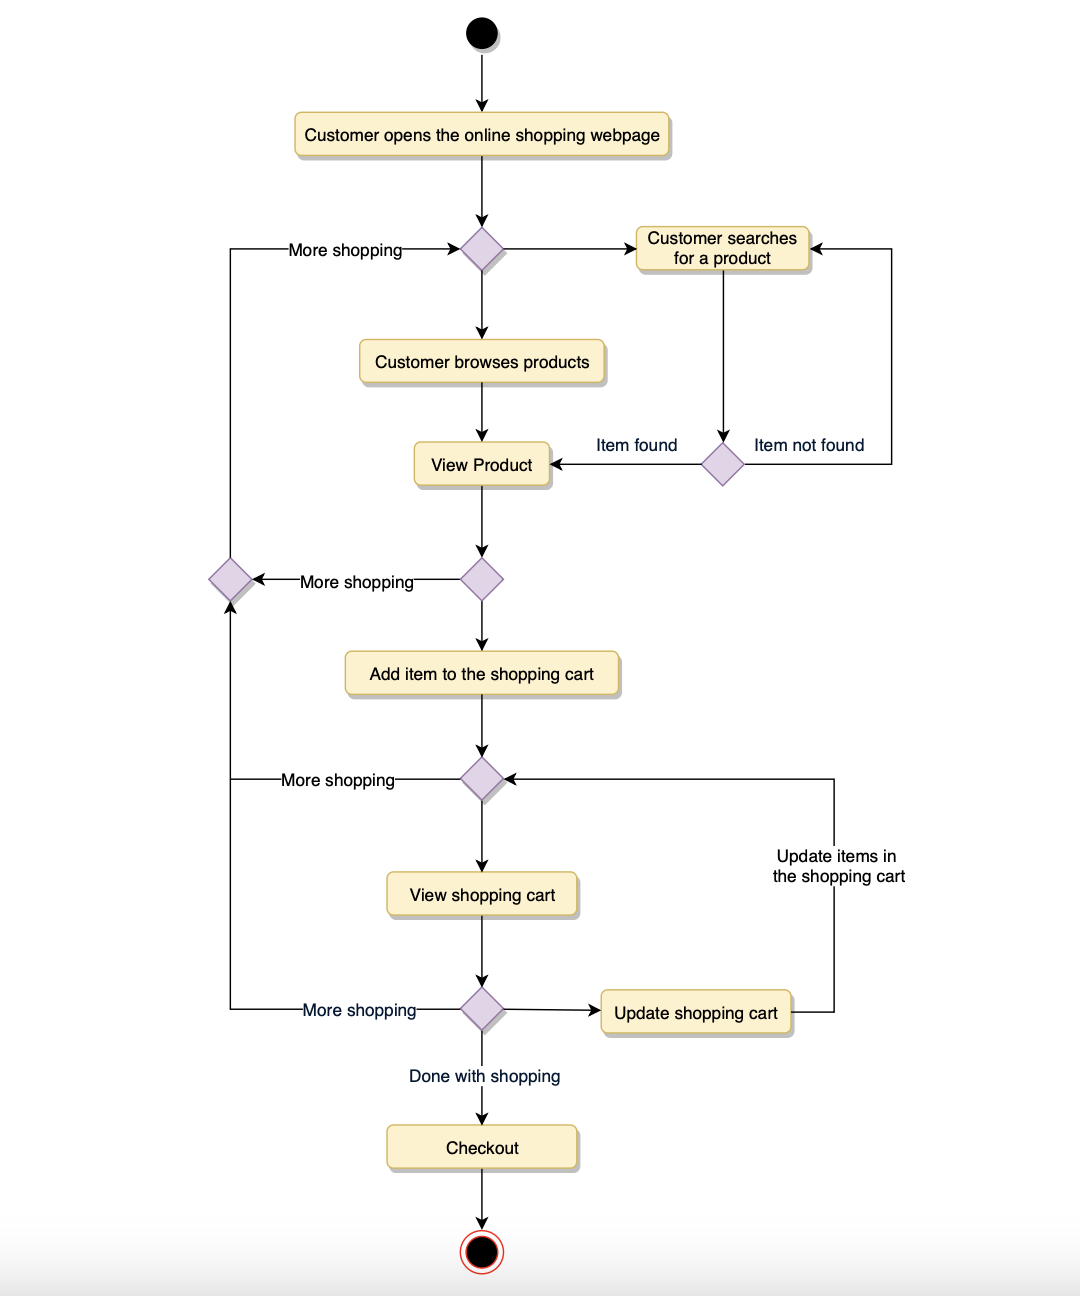 Customer opens the online shopping webpage
More shopping
Customer searches
for a product
Customer browses products
Item found
Item not found
View Product
More shopping
Add item to the shopping cart
More shopping
Update items in
the shopping cart
View shopping cart
More shopping
Update shopping cart
Done with shopping
Checkout